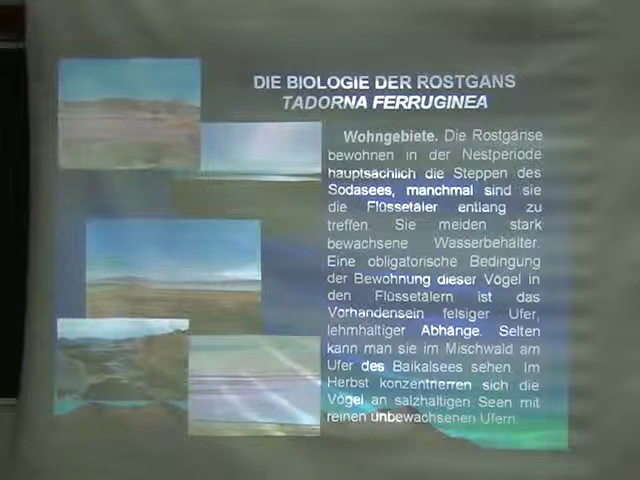 DIE BIOLOGIE DER ROSTGANS
TADORNA FERRUGINEA
Wohngebiete. Die Rostganse
bewohnen in der Nestperiode
hauptsachlich die Steppen des
Sodasees, manchmal sind sie
die Flüssetäler entlang zu
treffen. Sie meiden stark
bewachsene Wasserbehälter.
Eine obligatorische Bedingung
der Bewohnung dieser Vögel in
den Flüssetälern ist das
Vorhandensein felsiger Ufer,
lehmhaltiger Abhänge. Selten
kann man sie im Mischwald am
Ufer des Baikalsees sehen. Im
Herbst konzentrieren sich die
Vögel an salzhaltigen Seen mit
reinen unbewachsenen Ufern.